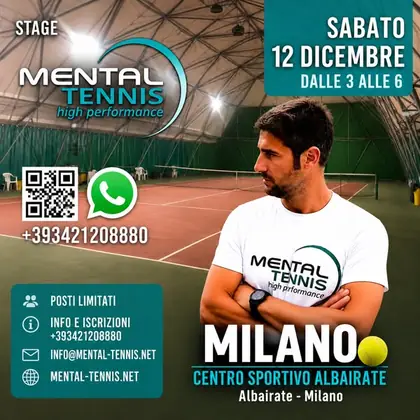 STAGE
MENTAL
TENNIS
high performance
SABATO
12 DICEMBRE
DALLE 3 ALLE 6
+393421208880
MENTAL
TENNIS
high performance
POSTI LIMITATI
INFO E ISCRIZIONI
+393421208880
INFO@MENTAL-TENNIS.NET
MENTAL-TENNIS.NET
MILANO
CENTRO SPORTIVO ALBAIRATE
Albairate - Milano